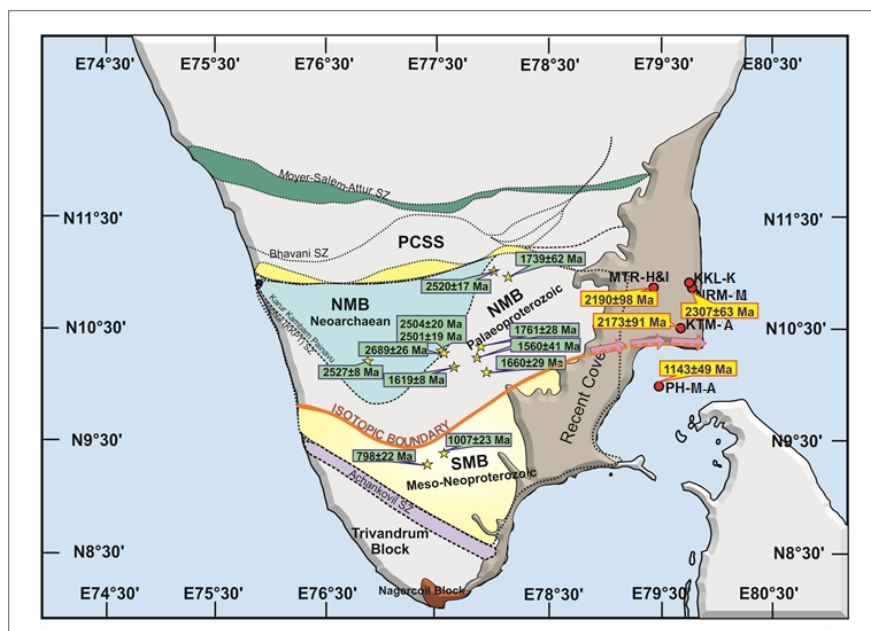 E74°30' E75°30' E76°30' E77°30' E78°30' E79°30' E80°30'
Moyer-Salem-Attur SZ
N11°30' N11°30'
PCSS
Bhavani SZ
1739±62 Ma
2520±17 Ma
MTR-H&I
KKL-K
NRM-M
2190±98 Ma
2307±63 Ma
NMB
Neoarchaean
NMB
Palaeoproterozoic
2504±20 Ma
2501±19 Ma
1761±28 Ma
2173±91 Ma
KTM-A
N10°30' N10°30'
2689±26 Ma
1560±41 Ma
2527±8 Ma
1619±8 Ma
1660±29 Ma
1143±49 Ma
PH-M-A
Karur Kambam Painavu
SZ
ISOTOPIC BOUNDARY
Recent Cover
N9°30' N9°30'
1007±23 Ma
798±22 Ma
SMB
Meso-Neoproterozoic
Achankovil SZ
Trivandrum
Block
N8°30' N8°30'
Nagercoil Block
E74°30' E75°30' E76°30' E77°30' E78°30' E79°30' E80°30'